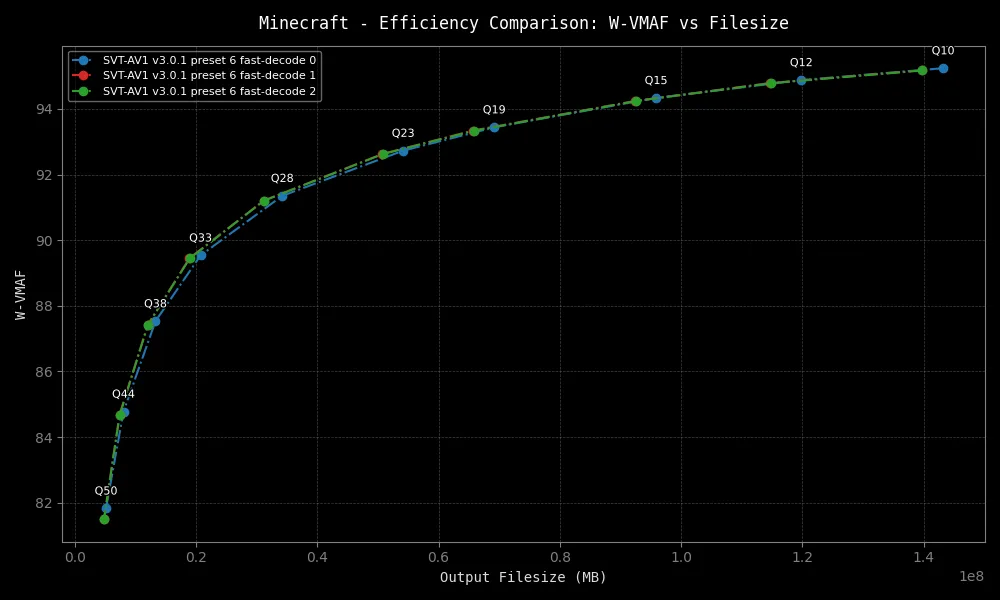 Minecraft - Efficiency Comparison: W-VMAF vs Filesize
SVT-AV1 v3.0.1 preset 6 fast-decode 0
SVT-AV1 v3.0.1 preset 6 fast-decode 1
SVT-AV1 v3.0.1 preset 6 fast-decode 2
Q10
Q12
Q15
Q19
Q23
Q28
Q33
Q38
Q44
Q50
94
92
90
88
86
84
82
W-VMAF
0.0 0.2 0.4 0.6 0.8 1.0 1.2 1.4
1e8
Output Filesize (MB)